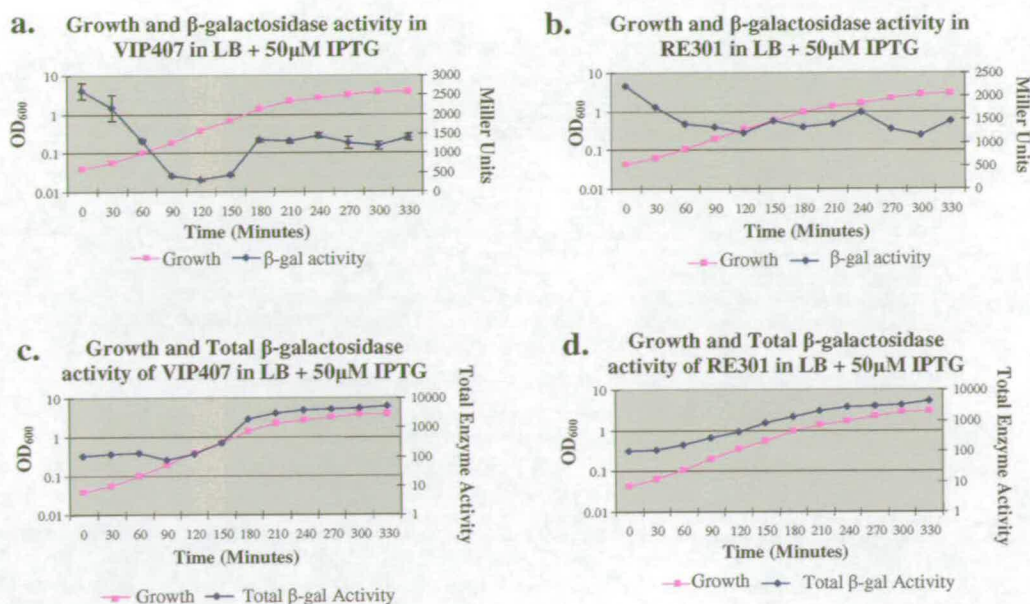 a. Growth and β-galactosidase activity in
VIP407 in LB + 50µM IPTG
10
1
0.1
0.01
OD600
3000
2500
2000
1500
1000
500
0
Miller Units
0 30 60 90 120 150 180 210 240 270 300 330
Time (Minutes)
Growth β-gal activity
b. Growth and β-galactosidase activity in
RE301 in LB + 50µM IPTG
10
1
0.1
0.01
OD600
2500
2000
1500
1000
500
0
Miller Units
0 30 60 90 120 150 180 210 240 270 300 330
Time (Minutes)
Growth β-gal activity
c. Growth and Total β-galactosidase
activity of VIP407 in LB + 50µM IPTG
10
1
0.1
0.01
OD600
10000
1000
100
10
1
Total Enzyme Activity
0 30 60 90 120 150 180 210 240 270 300 330
Time (Minutes)
Growth Total β-gal Activity
d. Growth and Total β-galactosidase
activity of RE301 in LB + 50µM IPTG
10
1
0.1
0.01
OD600
10000
1000
100
10
1
Total Enzyme Activity
0 30 60 90 120 150 180 210 240 270 300 330
Time (Minutes)
Growth Total β-gal Activity